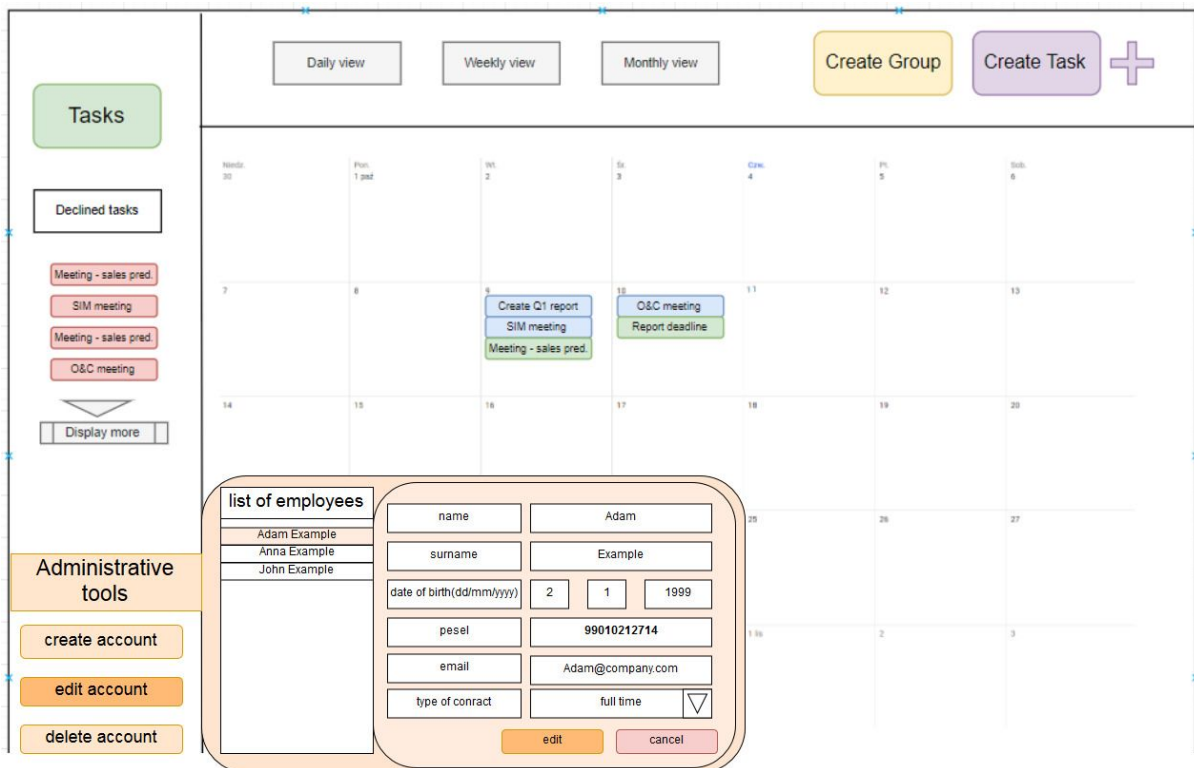 Daily view
Weekly view
Monthly view
Create Group
Create Task
Tasks
Declined tasks
Meeting - sales pred.
SIM meeting
Meeting - sales pred.
O&C meeting
Display more
Niedz. Pon. Wt. Śr. Czw. Pt. Sob.
30 1 paź 2 3 4 5 6
7 8 9 10 11 12 13
Create Q1 report O&C meeting
SIM meeting Report deadline
Meeting - sales pred.
14 15 16 17 18 19 20
25 26 27
1 lis 2 3
list of employees
Adam Example
Anna Example
John Example
name Adam
surname Example
date of birth(dd/mm/yyyy) 2 1 1999
pesel 99010212714
email Adam@company.com
type of conract full time
edit cancel
Administrative
tools
create account
edit account
delete account